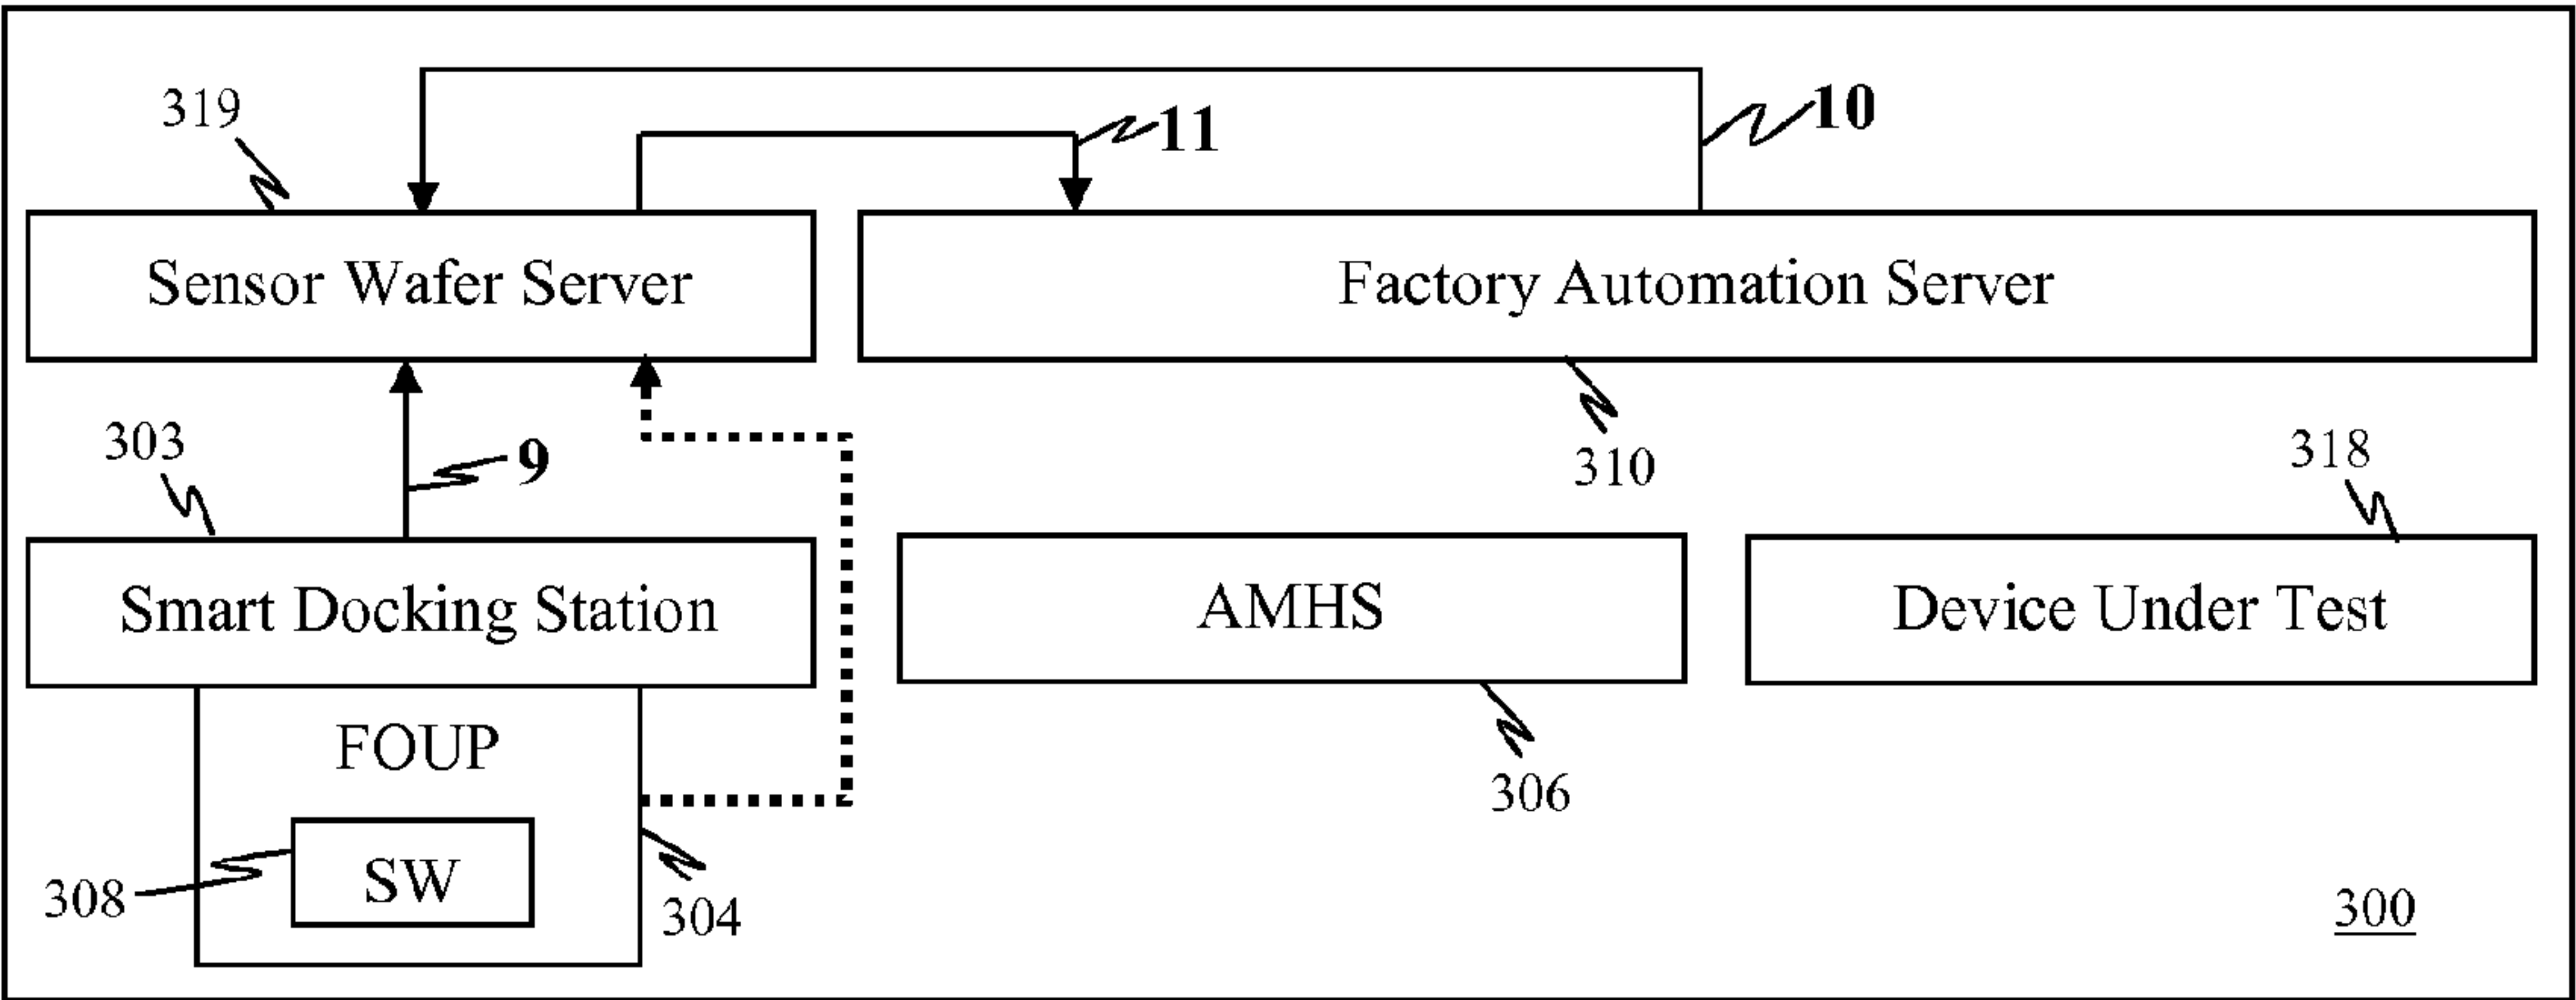 319
11
10
Sensor Wafer Server
Factory Automation Server
303
9
310
318
Smart Docking Station
AMHS
Device Under Test
FOUP
306
SW
308
304
300